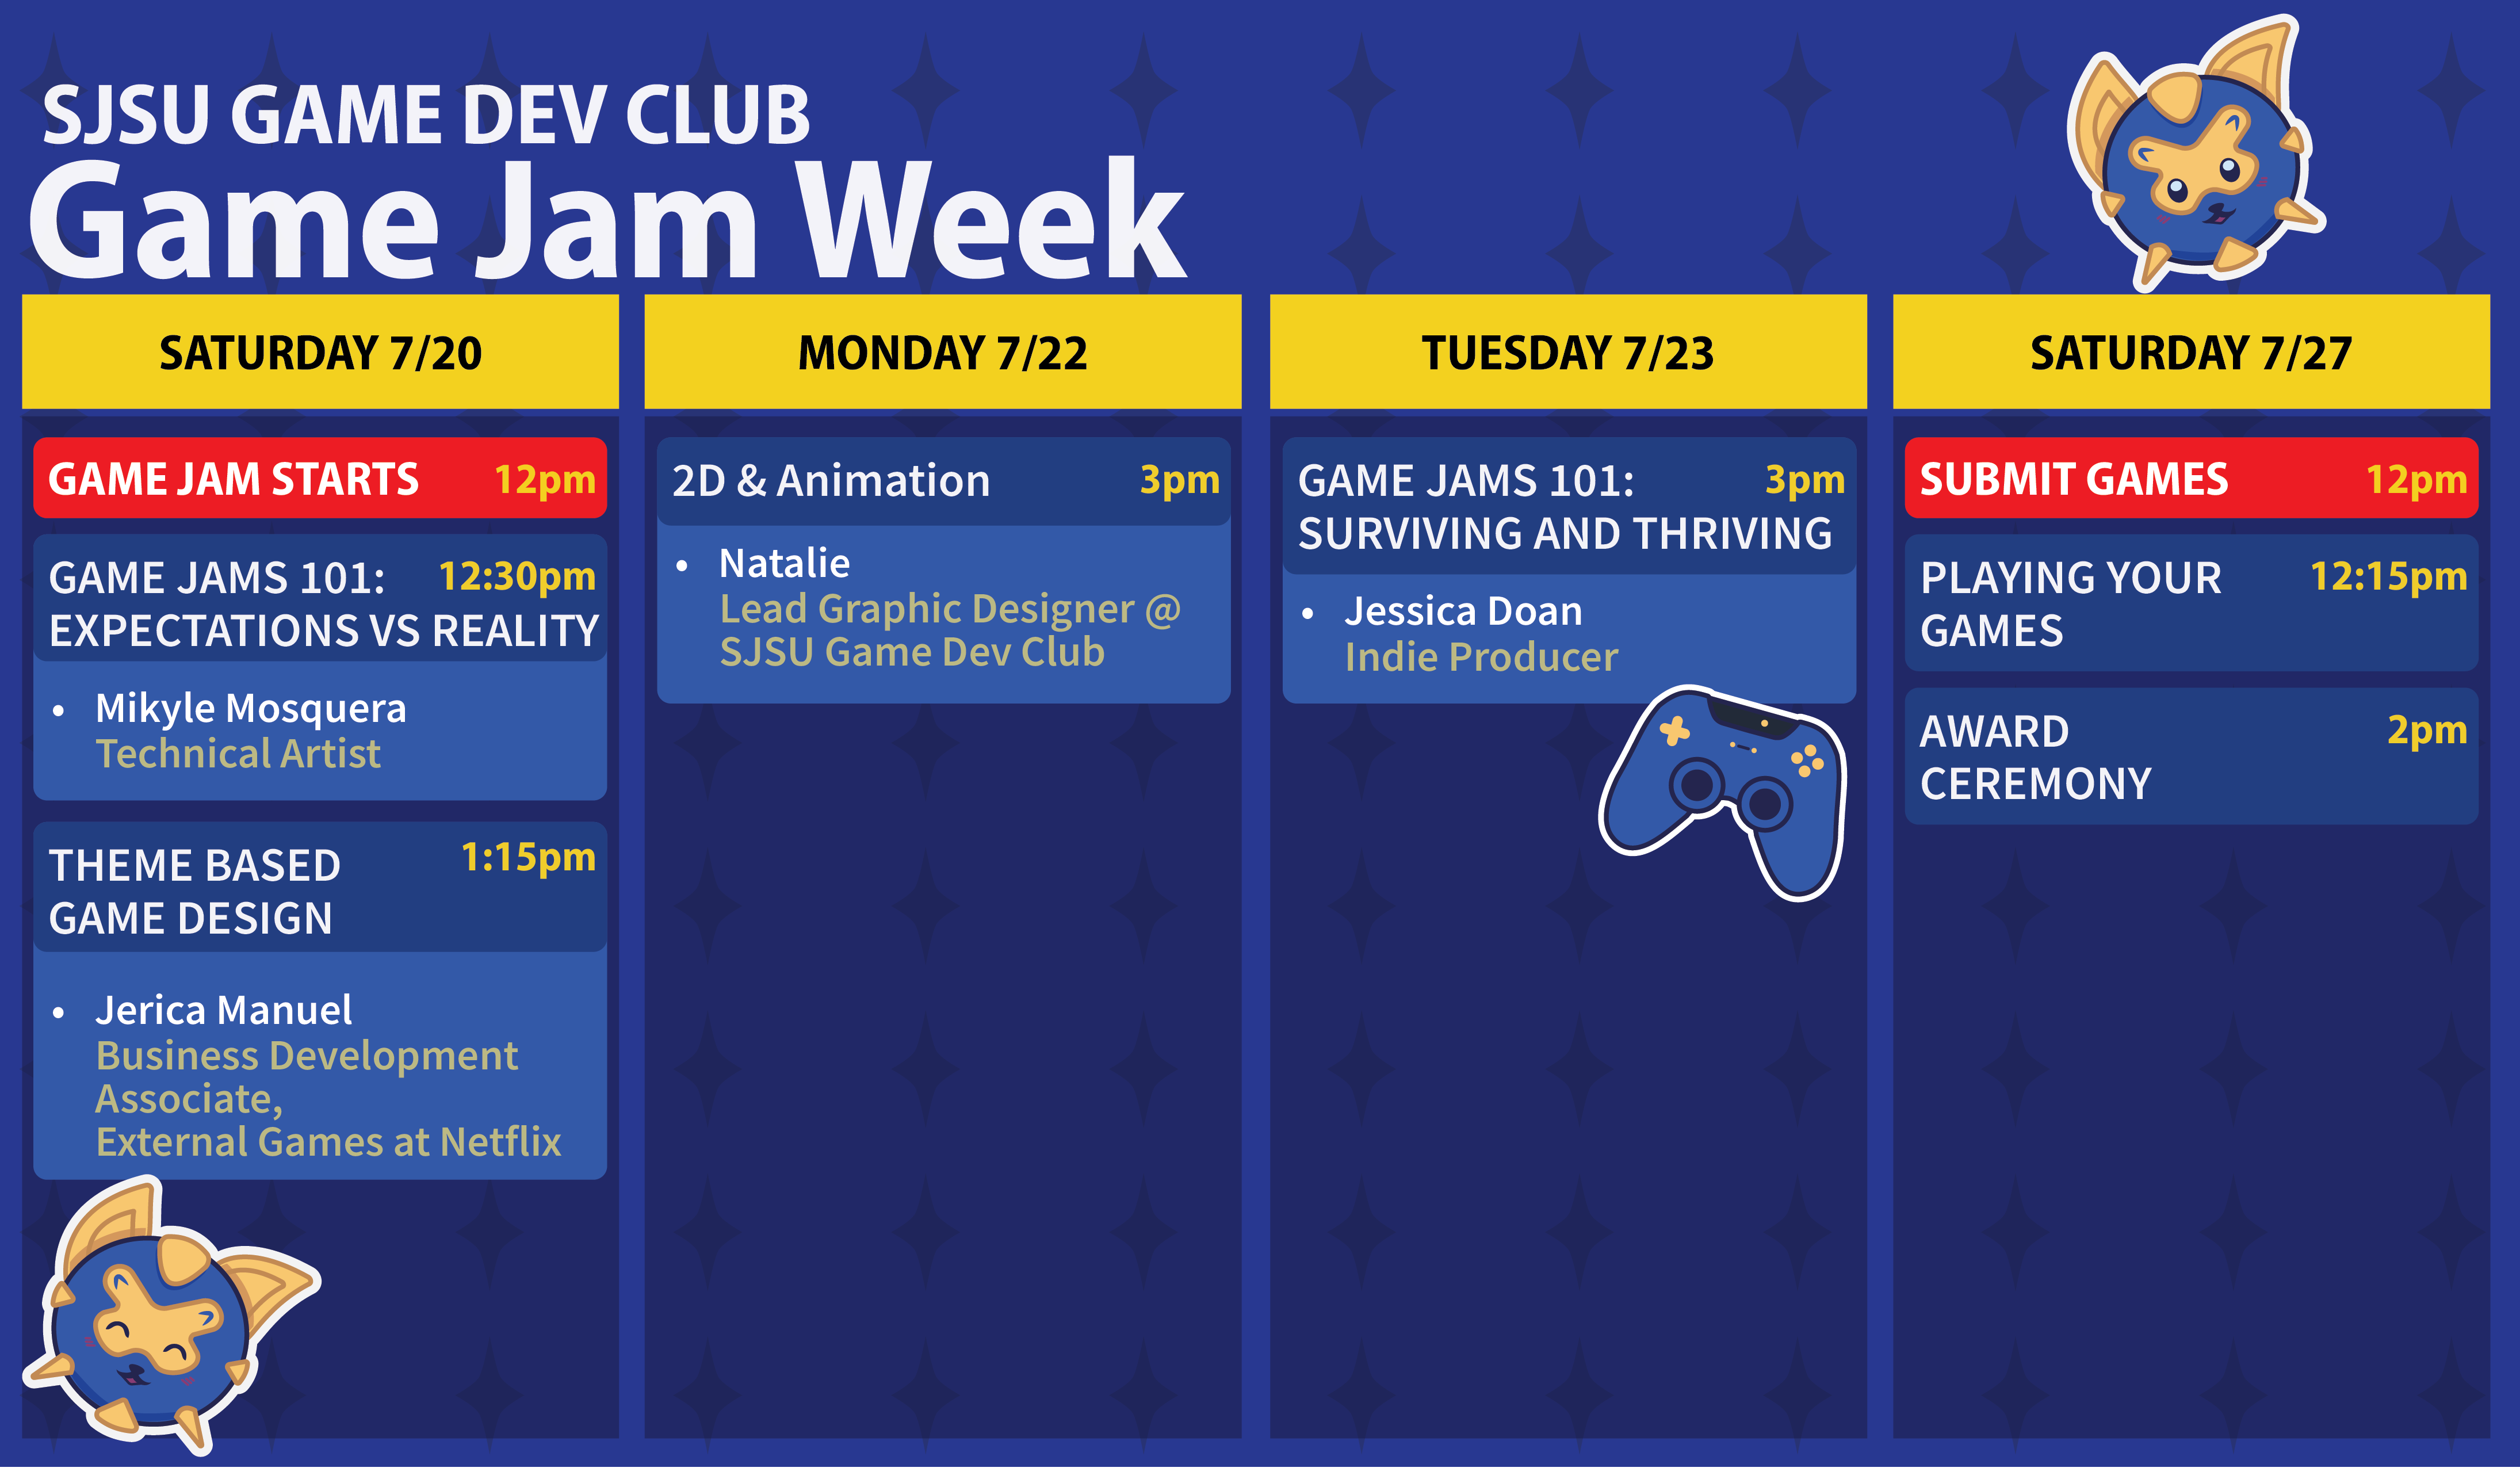 SJSU GAME DEV CLUB
Game Jam Week
SATURDAY 7/20
GAME JAM STARTS 12pm
GAME JAMS 101: 12:30pm
EXPECTATIONS VS REALITY
• Mikyle Mosquera
Technical Artist
THEME BASED 1:15pm
GAME DESIGN
• Jerica Manuel
Business Development
Associate,
External Games at Netflix
MONDAY 7/22
2D & Animation 3pm
• Natalie
Lead Graphic Designer @
SJSU Game Dev Club
TUESDAY 7/23
GAME JAMS 101: 3pm
SURVIVING AND THRIVING
• Jessica Doan
Indie Producer
SATURDAY 7/27
SUBMIT GAMES 12pm
PLAYING YOUR 12:15pm
GAMES
AWARD 2pm
CEREMONY